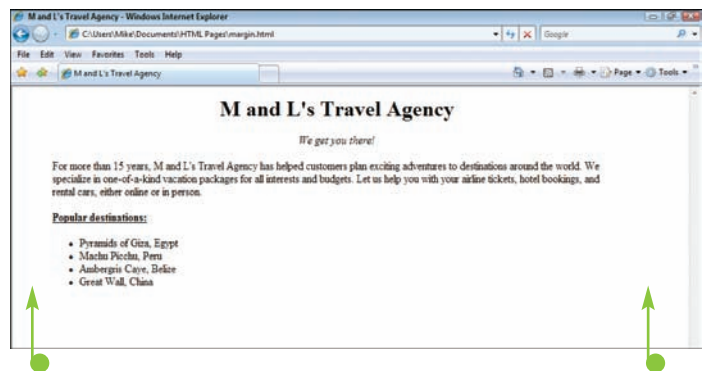 M and L's Travel Agency - Windows Internet Explorer
C:\Users\Mike\Documents\HTML Pages\margin.html
Google
File Edit View Favorites Tools Help
M and L's Travel Agency
Page Tools
M and L's Travel Agency
We get you there!
For more than 15 years, M and L's Travel Agency has helped customers plan exciting adventures to destinations around the world. We
specialize in one-of-a-kind vacation packages for all interests and budgets. Let us help you with your airline tickets, hotel bookings, and
rental cars, either online or in person.
Popular destinations:
• Pyramids of Giza, Egypt
• Machu Picchu, Peru
• Ambergris Caye, Belize
• Great Wall, China